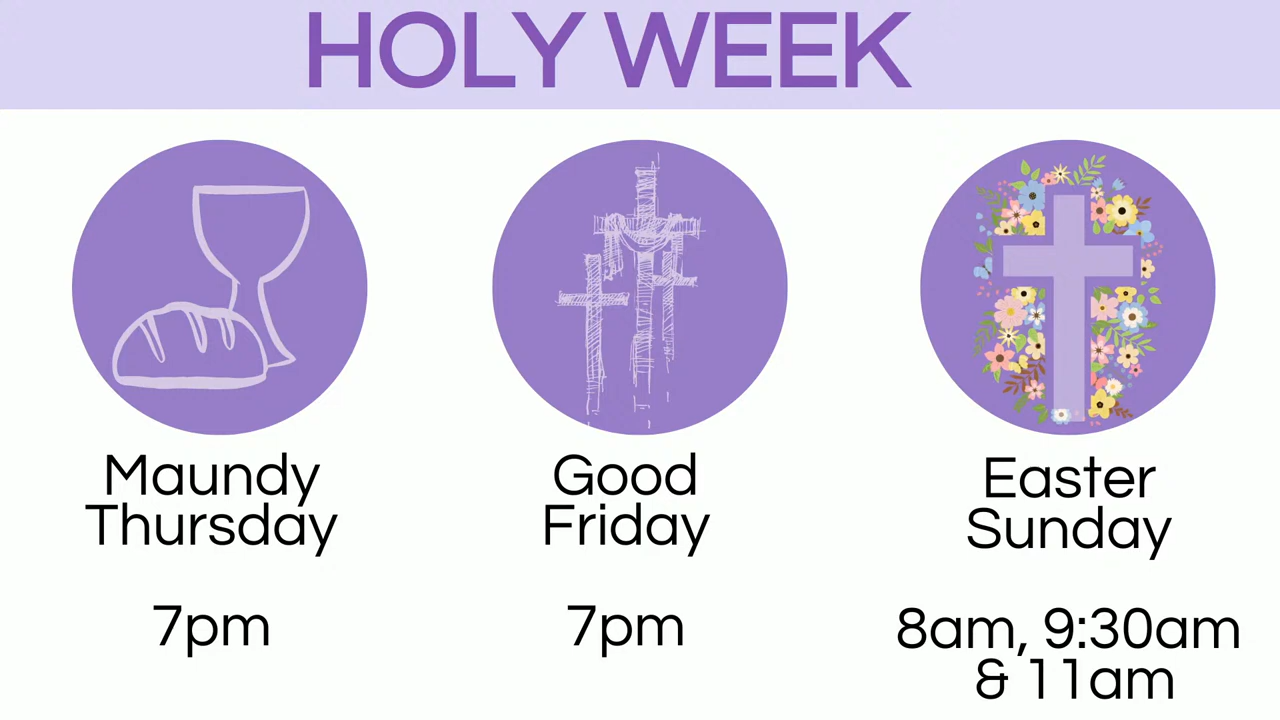 HOLY WEEK
Maundy
Thursday
7pm
Good
Friday
7pm
Easter
Sunday
8am, 9:30am
& 11am